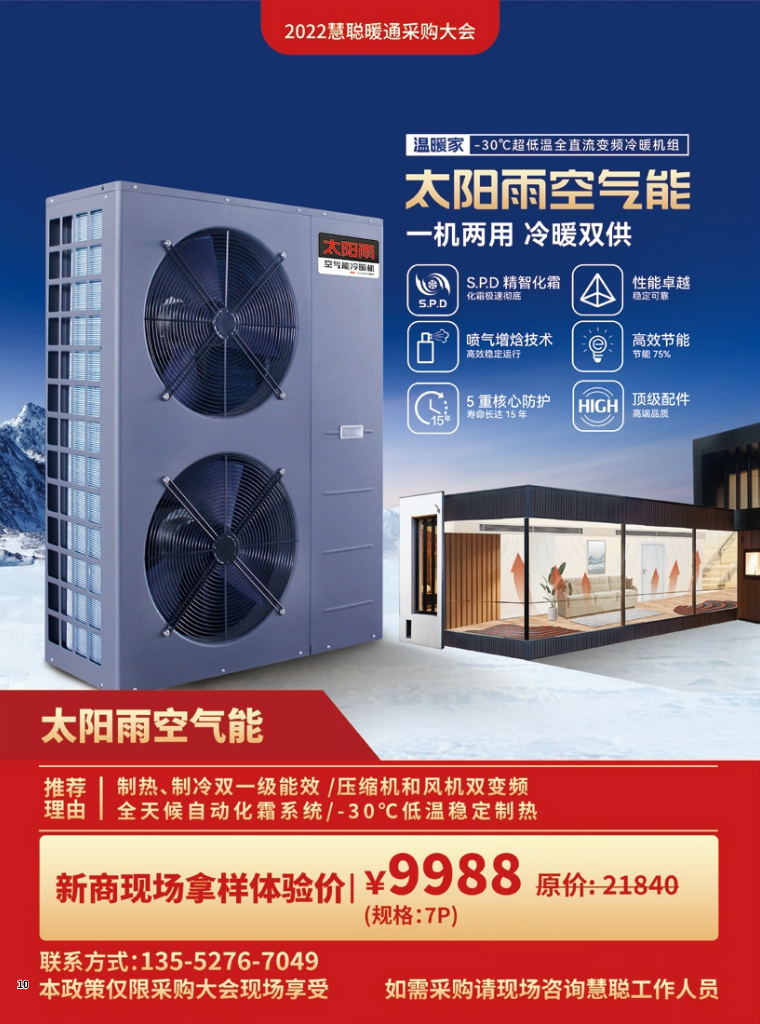 2022慧聪暖通采购大会
温暖家 -30℃超低温全直流变频冷暖机组
太阳雨空气能
一机两用 冷暖双供
S.P.D
S.P.D 精智化霜
化霜极速彻底
性能卓越
稳定可靠
喷气增焓技术
高效稳定运行
高效节能
节能 75%
15年
5 重核心防护
寿命长达 15 年
HIGH
顶级配件
高端品质
太阳雨
空气能冷暖机
太阳雨空气能
推荐理由
制热、制冷双一级能效 /压缩机和风机双变频
全天候自动化霜系统/-30℃低温稳定制热
新商现场拿样体验价 ¥9988 原价: 21840
(规格:7P)
联系方式:135-5276-7049
10
本政策仅限采购大会现场享受 如需采购请现场咨询慧聪工作人员